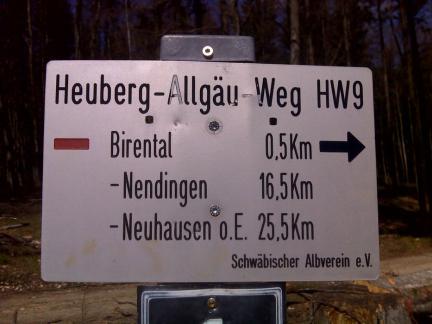 Heuberg-Allgäu-Weg HW9
Birental 0,5Km
-Nendingen 16,5Km
-Neuhausen o.E. 25,5Km
Schwäbischer Albverein e.V.